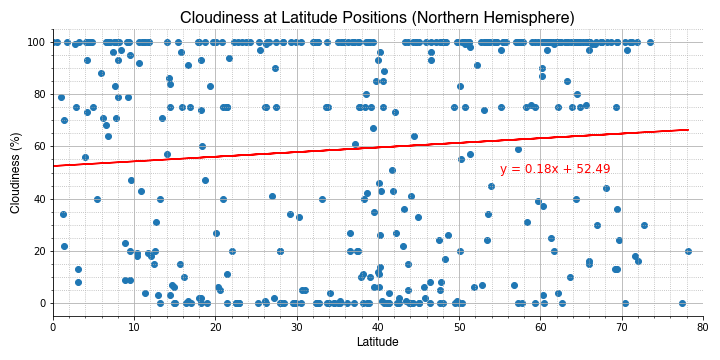 Cloudiness at Latitude Positions (Northern Hemisphere)
100
80
60
40
20
0
Cloudiness (%)
y = 0.18x + 52.49
0 10 20 30 40 50 60 70 80
Latitude